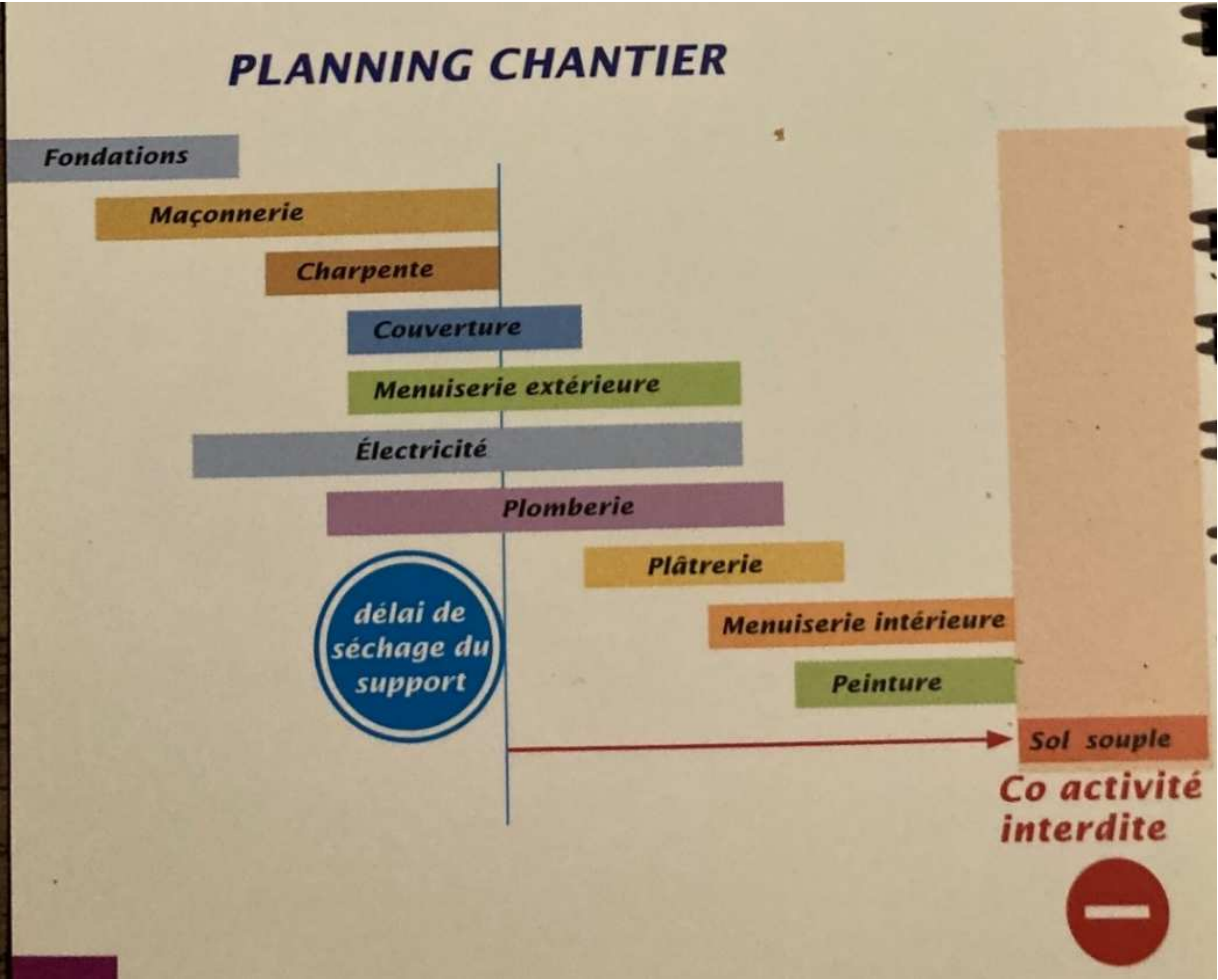 PLANNING CHANTIER
Fondations
Maçonnerie
Charpente
Couverture
Menuiserie extérieure
Électricité
Plomberie
Plâtrerie
délai de
séchage du
support
Menuiserie intérieure
Peinture
Sol souple
Co activité
interdite